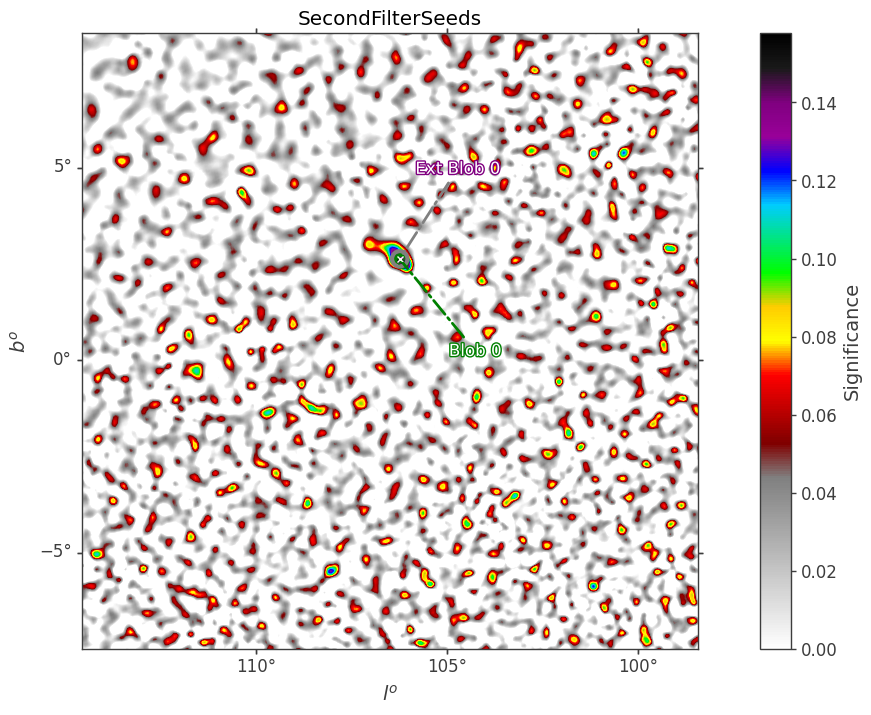 SecondFilterSeeds
Ext Blob 0
Blob 0
5°
0°
−5°
110°
105°
100°
l°
b°
0.14
0.12
0.10
0.08
0.06
0.04
0.02
0.00
Significance